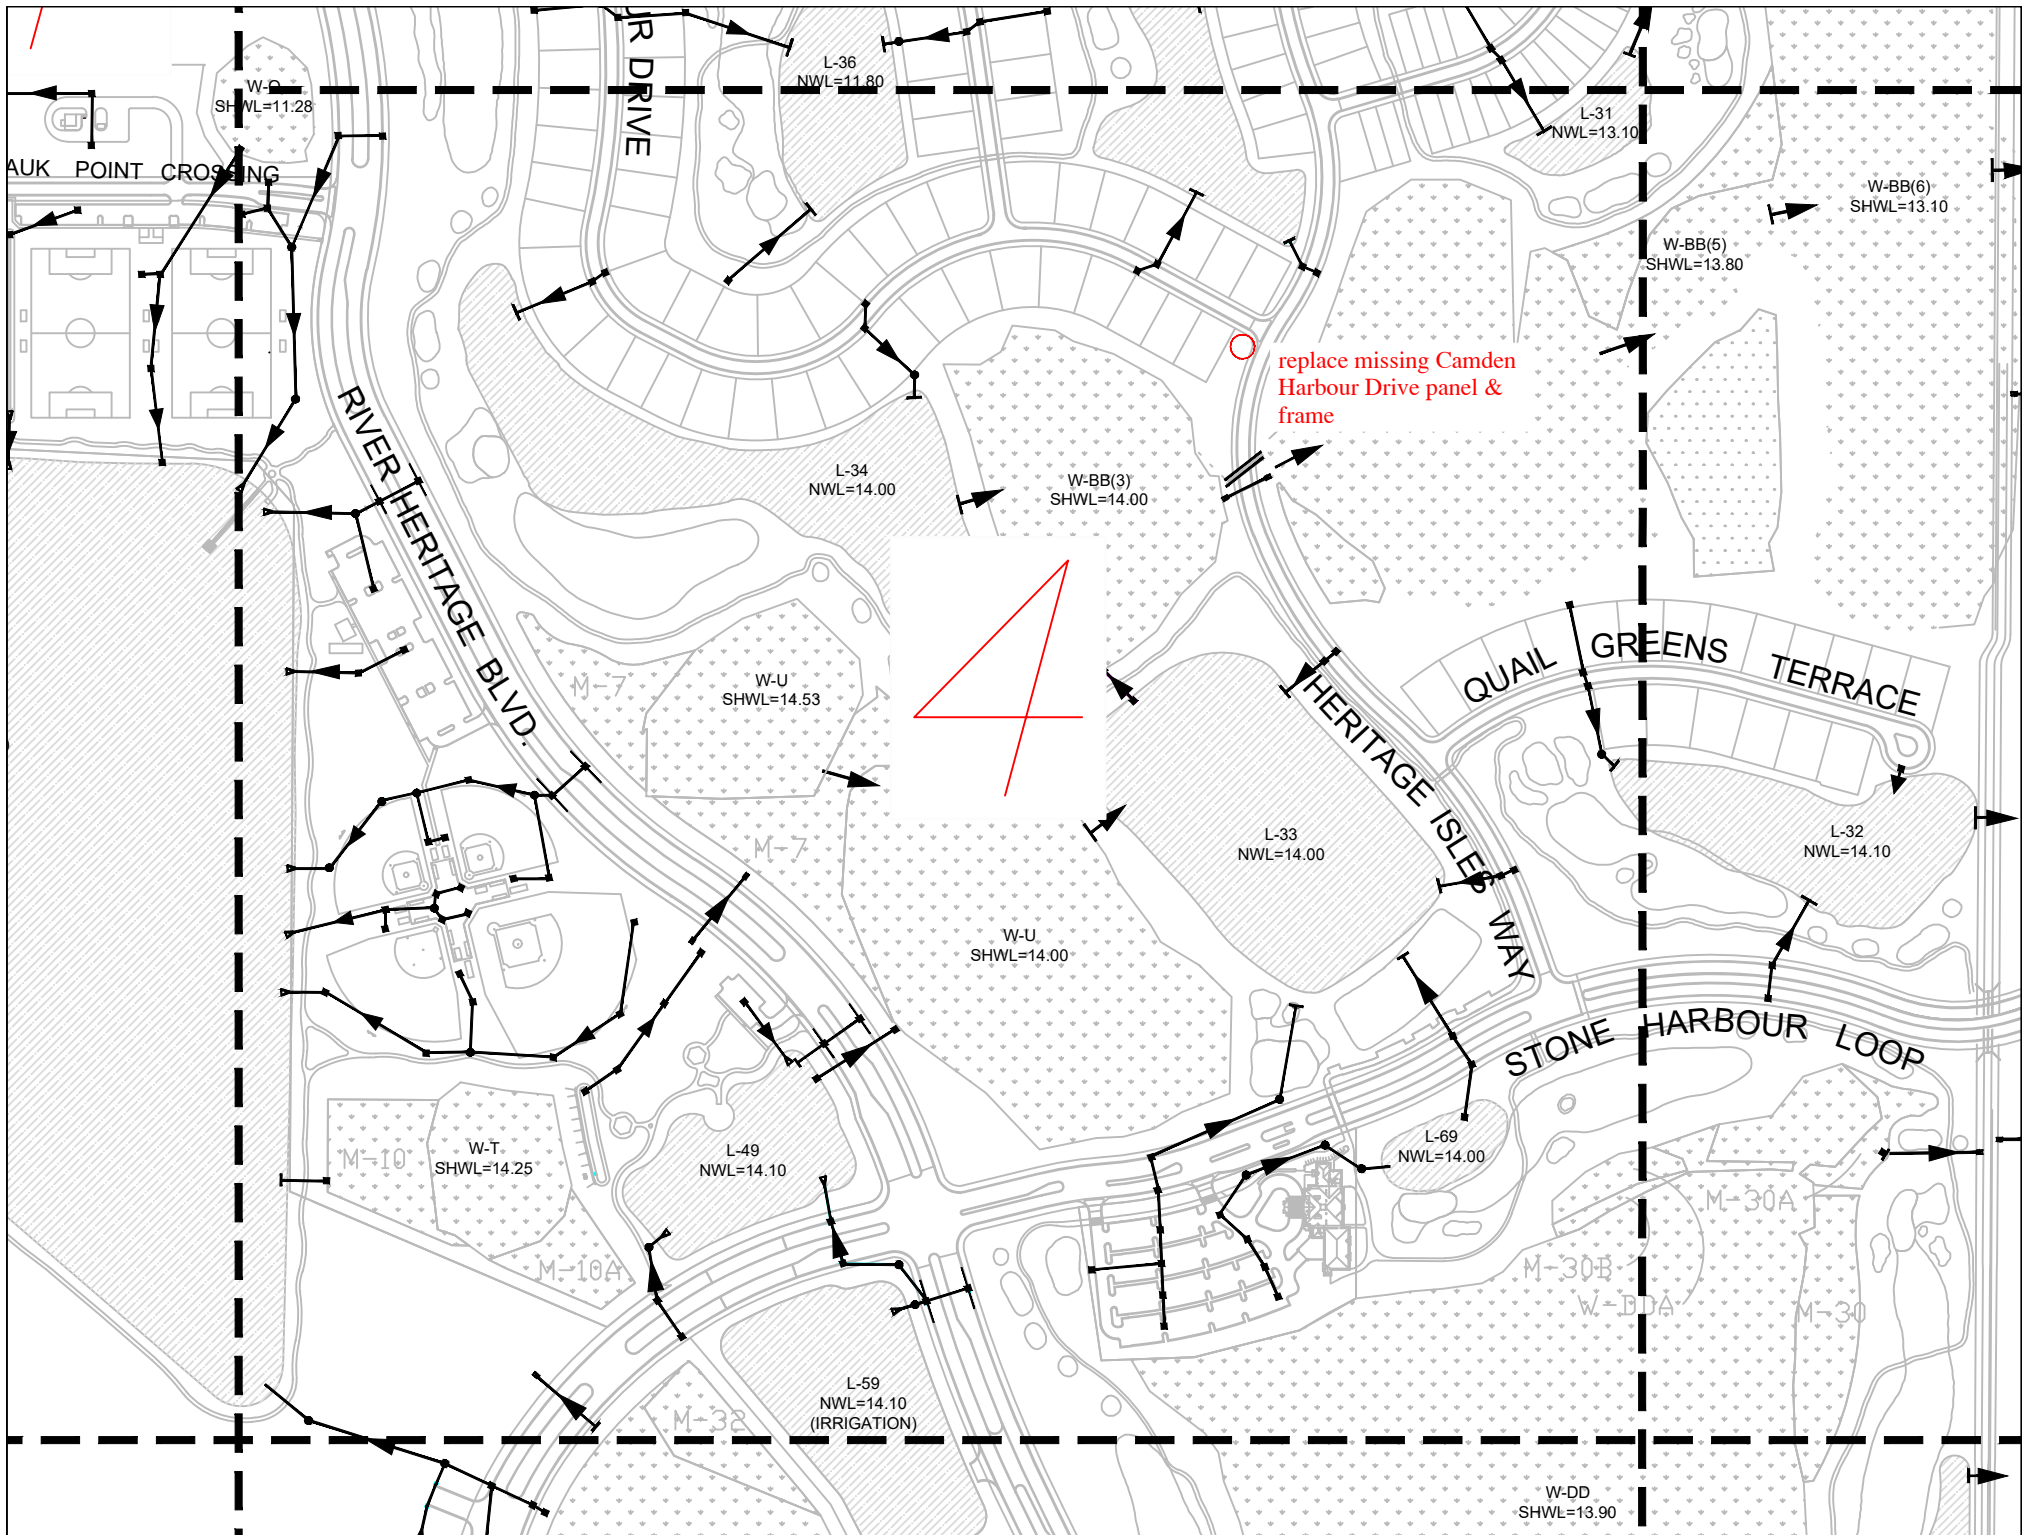 UR DRIVE
L-36
NWL=11.80
W-Q
SHWL=11.28
L-31
NWL=13.10
AUK POINT CROSSING
W-BB(6)
SHWL=13.10
W-BB(5)
SHWL=13.80
replace missing Camden
Harbour Drive panel &
frame
RIVER HERITAGE BLVD.
L-34
NWL=14.00
W-BB(3)
SHWL=14.00
4
QUAIL GREENS TERRACE
M-7
W-U
SHWL=14.53
HERITAGE ISLES WAY
M-7
L-33
NWL=14.00
L-32
NWL=14.10
W-U
SHWL=14.00
STONE HARBOUR LOOP
M-10
W-T
SHWL=14.25
L-49
NWL=14.10
L-69
NWL=14.00
M-30A
M-10A
M-30B
W-DDA
M-30
L-59
NWL=14.10
(IRRIGATION)
M-32
W-DD
SHWL=13.90